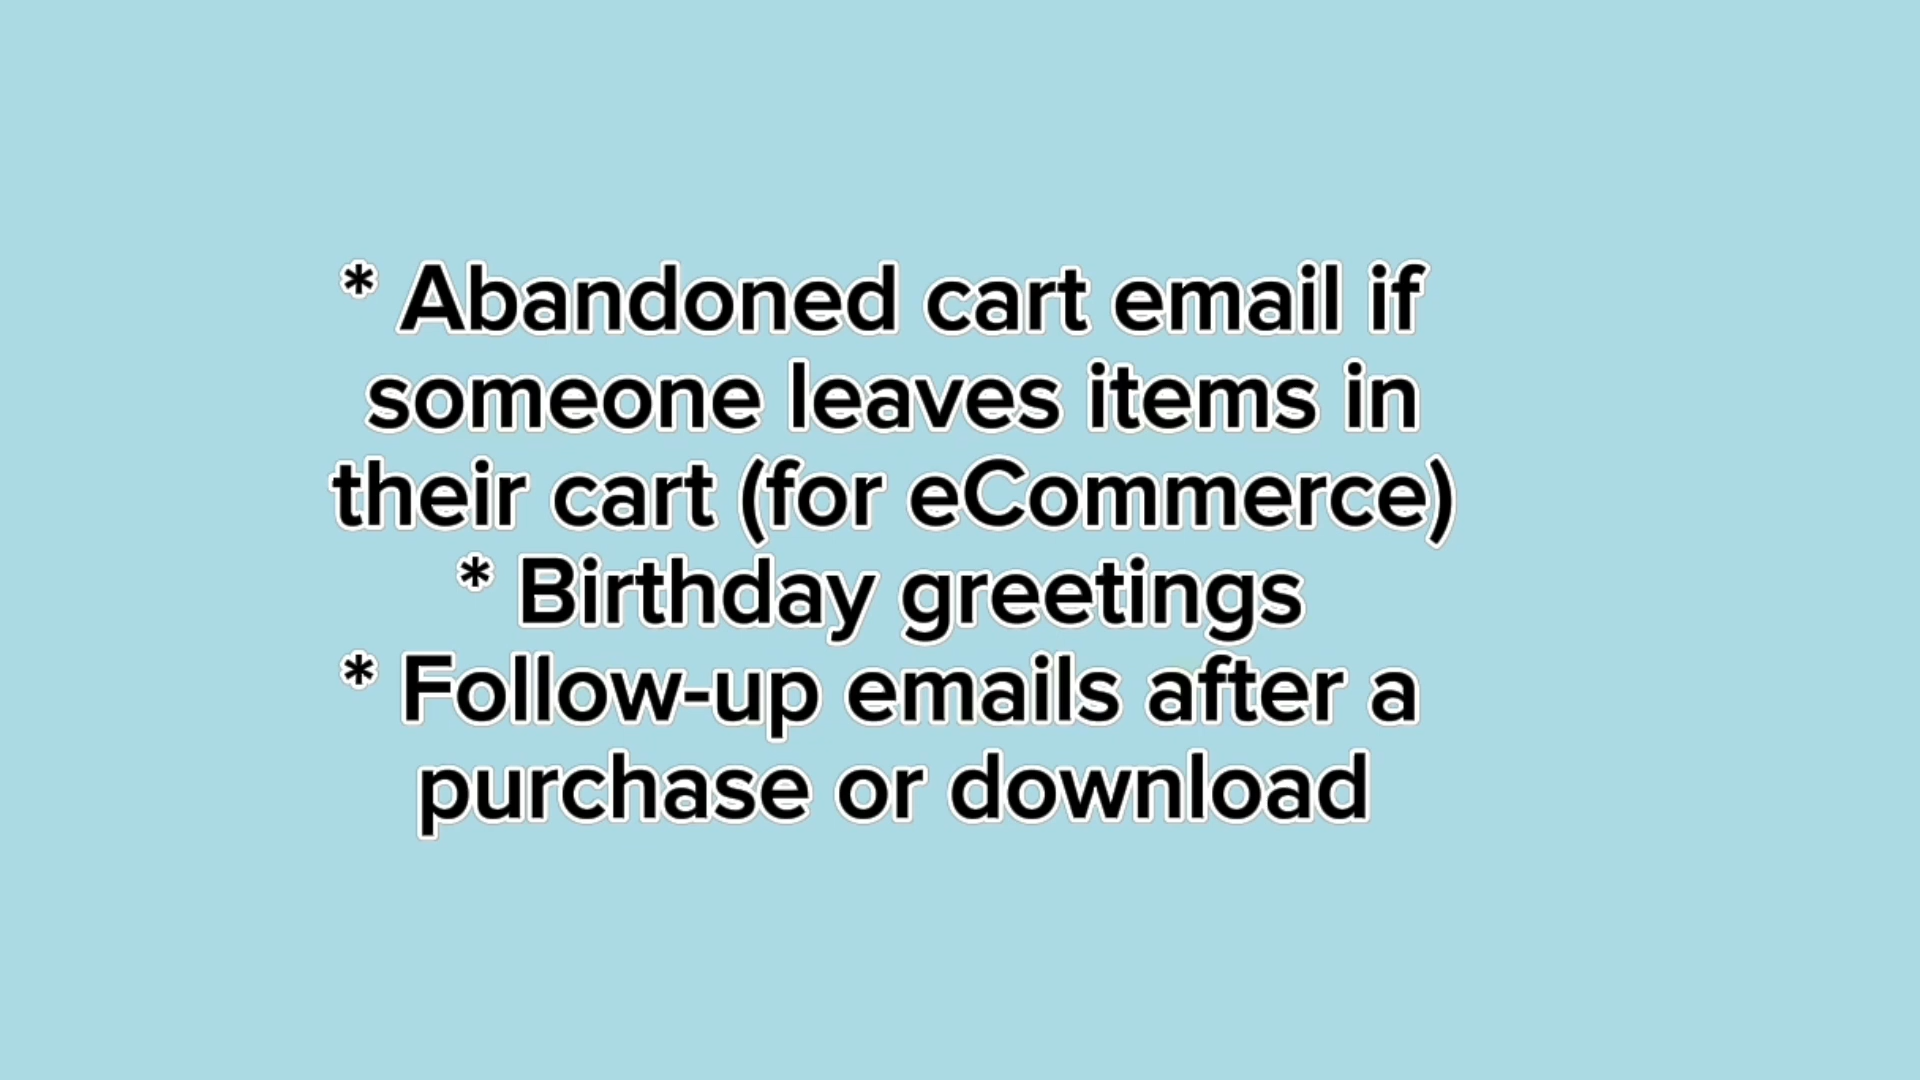 * Abandoned cart email if
someone leaves items in
their cart (for eCommerce)
* Birthday greetings
* Follow-up emails after a
purchase or download